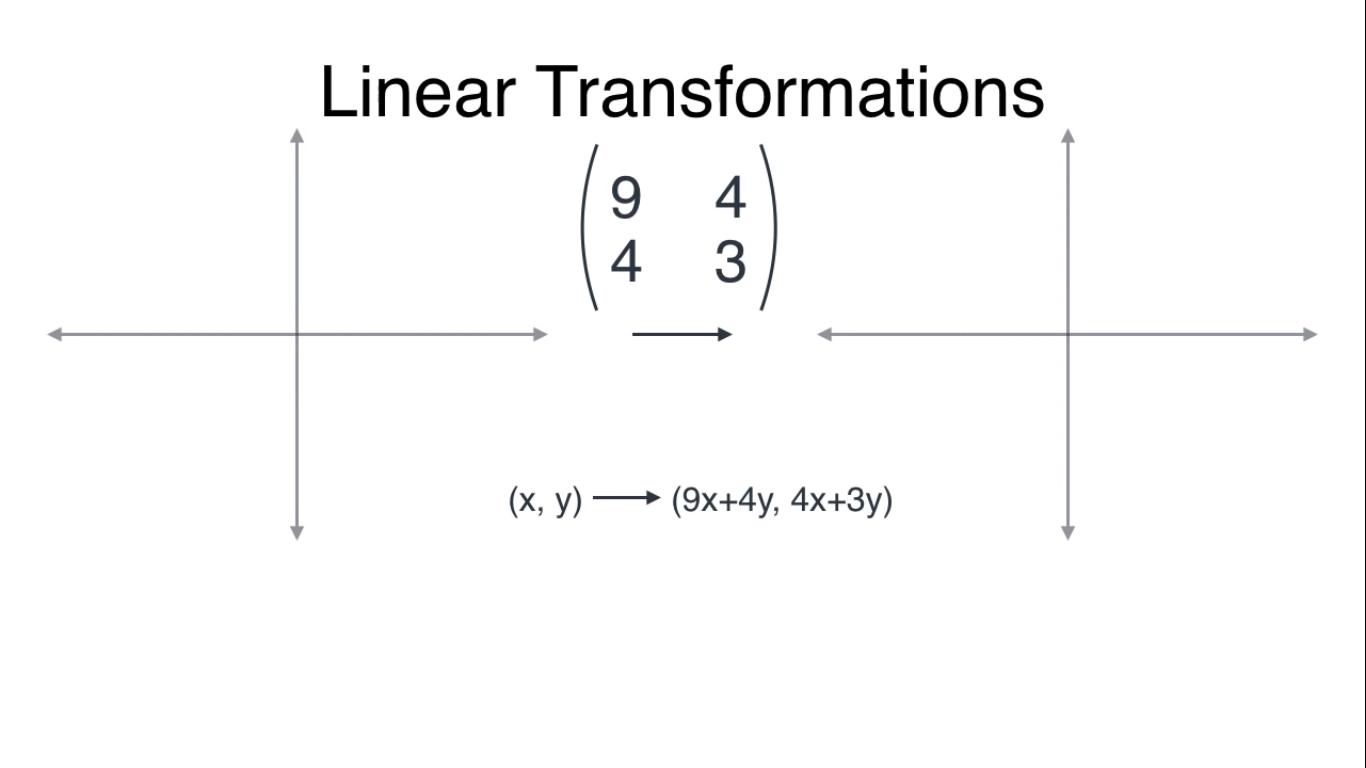 Linear Transformations
9 4
4 3
(x, y) ⟶ (9x+4y, 4x+3y)